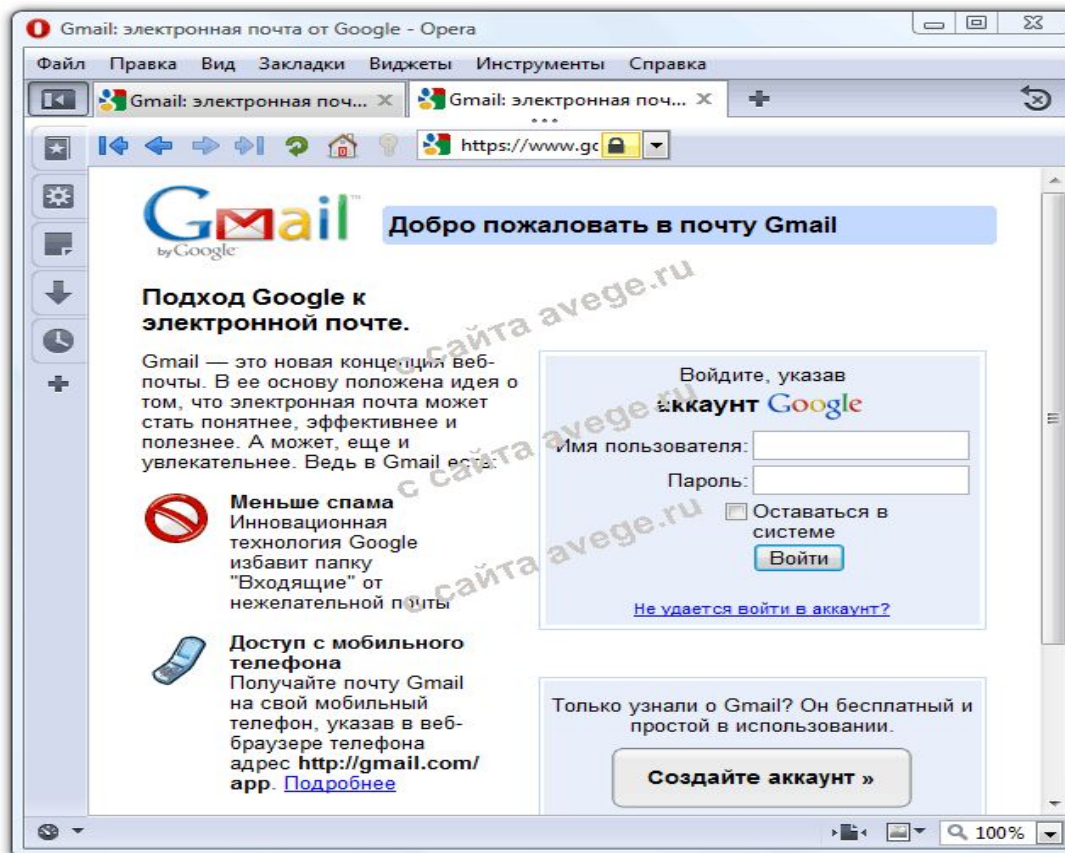 Gmail: электронная почта от Google - Opera
Файл Правка Вид Закладки Виджеты Инструменты Справка
Gmail: электронная поч... Gmail: электронная поч...
https://www.gc
Gmail™
by Google
Добро пожаловать в почту Gmail
Подход Google к
электронной почте.
Gmail — это новая концепция веб-
почты. В ее основу положена идея о
том, что электронная почта может
стать понятнее, эффективнее и
полезнее. А может, еще и
увлекательнее. Ведь в Gmail есть:
Меньше спама
Инновационная
технология Google
избавит папку
"Входящие" от
нежелательной почты
Доступ с мобильного
телефона
Получайте почту Gmail
на свой мобильный
телефон, указав в веб-
браузере телефона
адрес http://gmail.com/
app. Подробнее
Войдите, указав
аккаунт Google
Имя пользователя:
Пароль:
Оставаться в
системе
Войти
Не удается войти в аккаунт?
Только узнали о Gmail? Он бесплатный и
простой в использовании.
Создайте аккаунт »
с сайта avege.ru
с сайта avege.ru
с сайта avege.ru
100%